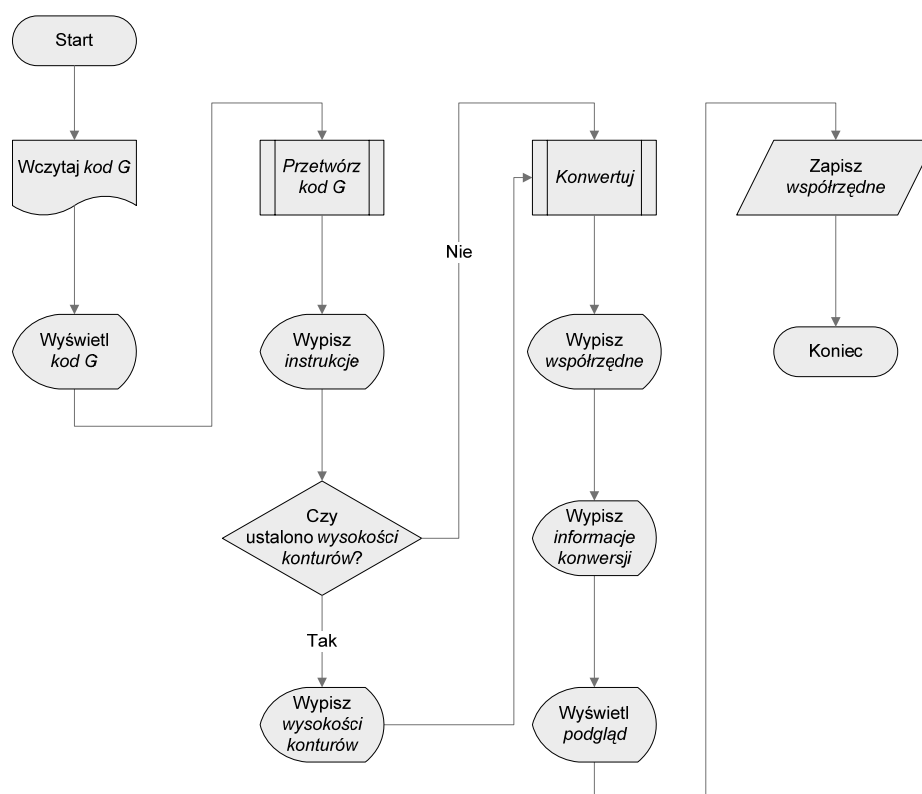 Start
Wczytaj kod G
Wyświetl
kod G
Przetwórz
kod G
Wypisz
instrukcje
Czy
ustalono wysokości
konturów?
Tak
Wypisz
wysokości
konturów
Nie
Konwertuj
Wypisz
współrzędne
Wypisz
informacje
konwersji
Wyświetl
podgląd
Zapisz
współrzędne
Koniec